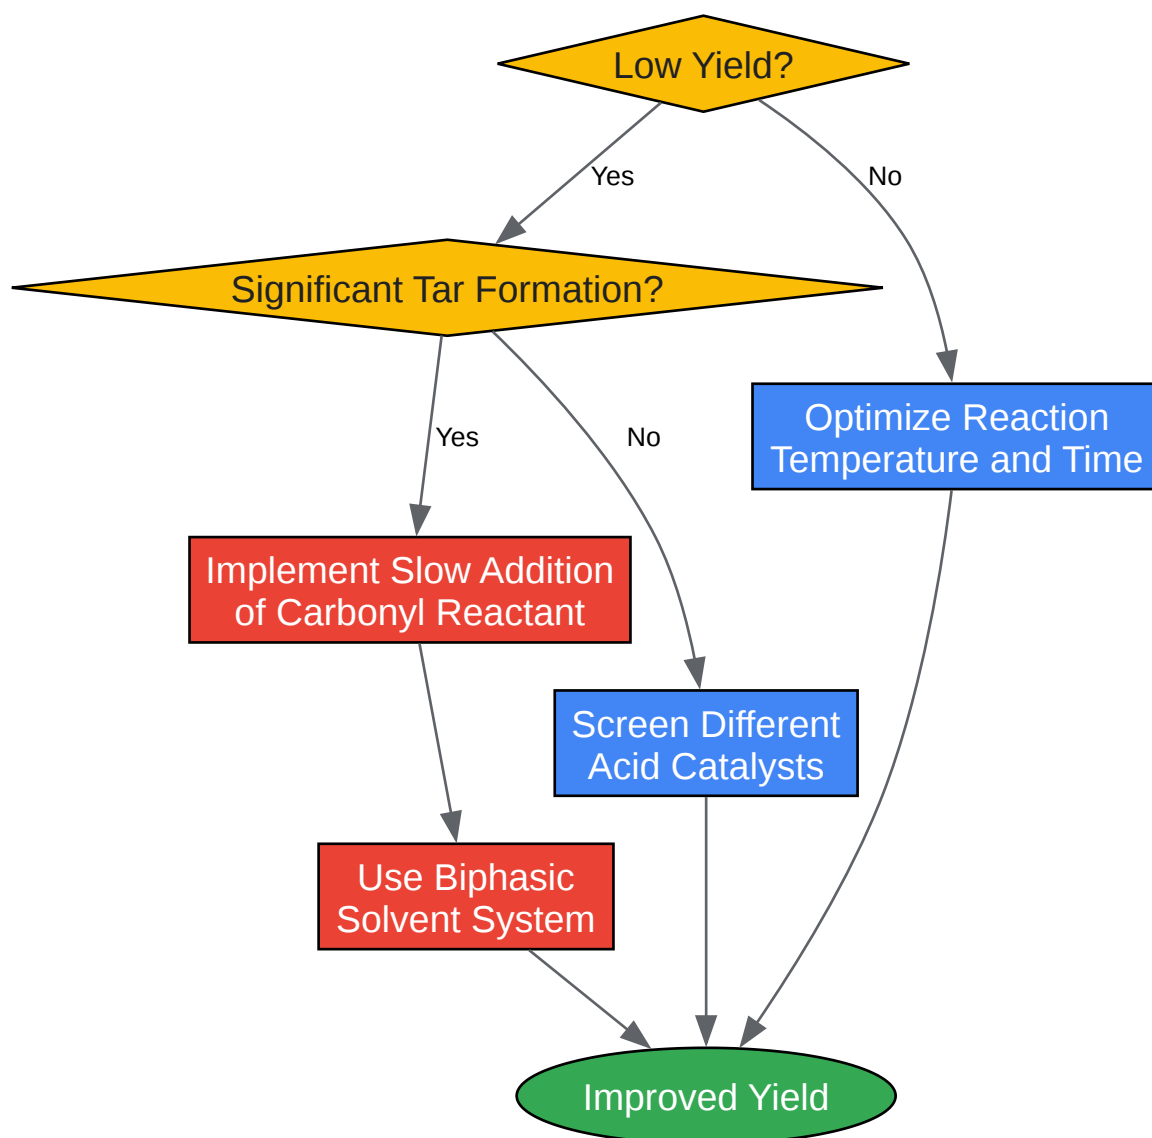 Low Yield?
Yes
No
Significant Tar Formation?
Optimize Reaction
Temperature and Time
Yes
No
Implement Slow Addition
of Carbonyl Reactant
Screen Different
Acid Catalysts
Use Biphasic
Solvent System
Improved Yield